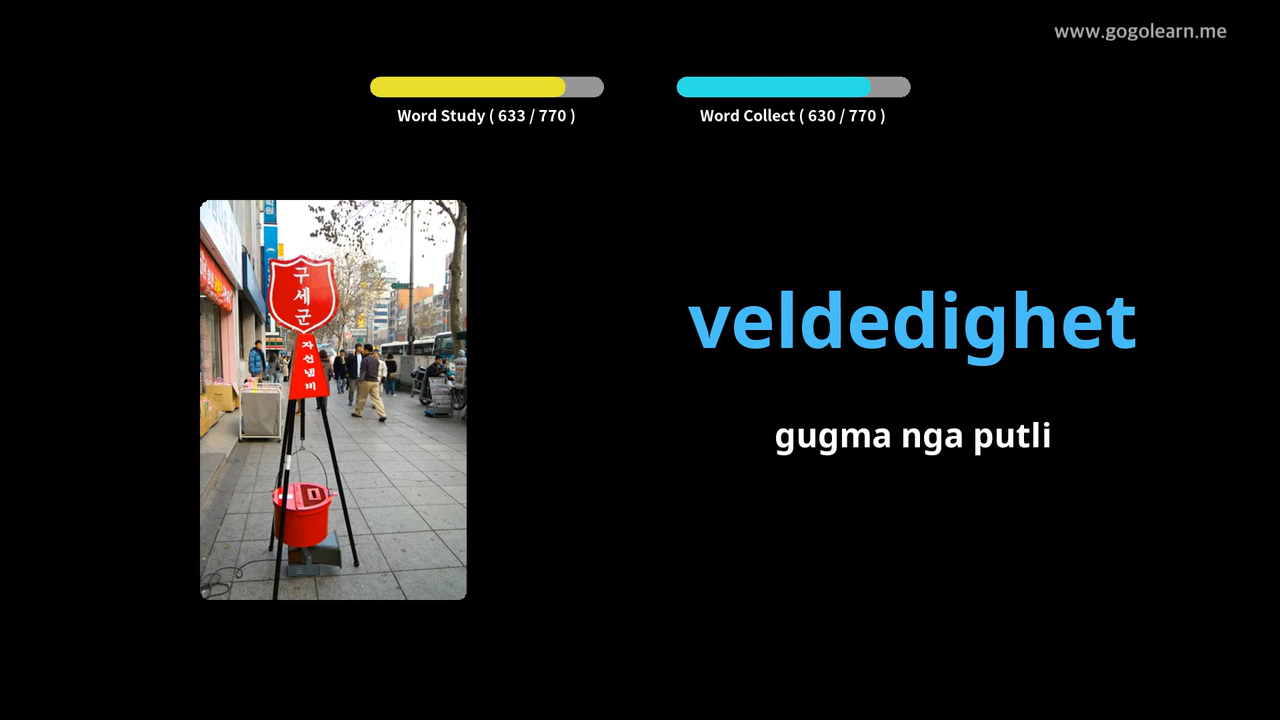 www.gogolearn.me
Word Study ( 633 / 770 )
Word Collect ( 630 / 770 )
구
세
군
자
선
냄
비
veldedighet
gugma nga putli